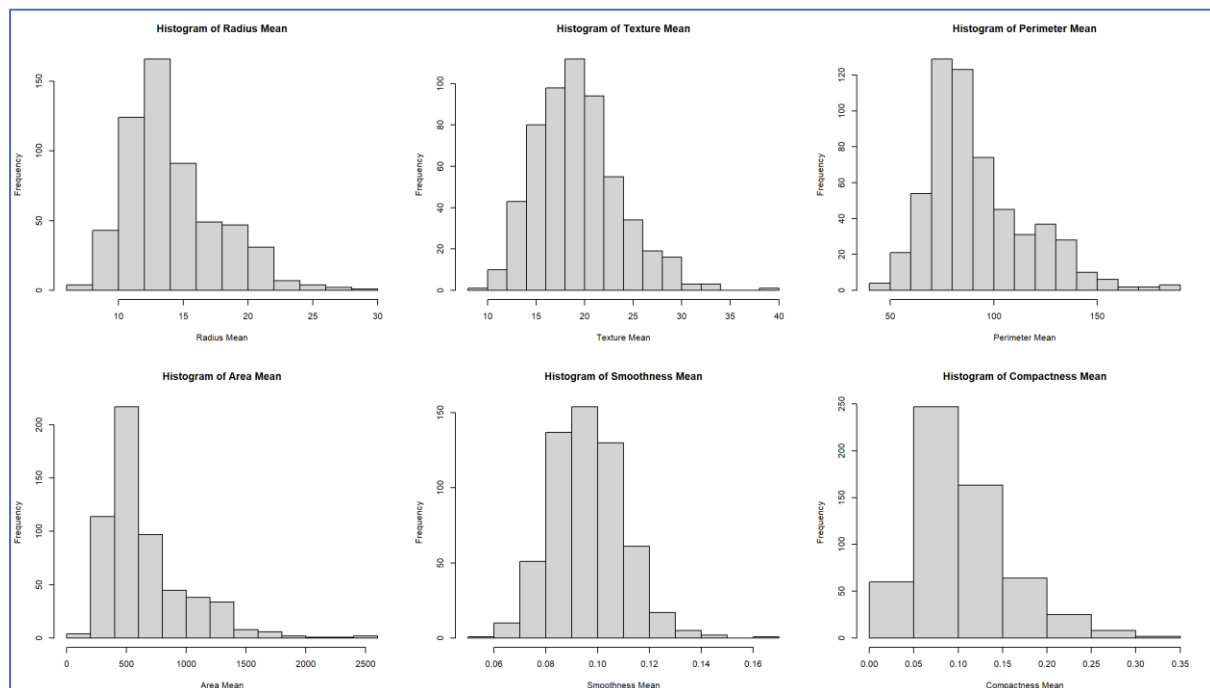 Histogram of Radius Mean
Frequency
0 50 100 150
10 15 20 25 30
Radius Mean
Histogram of Texture Mean
Frequency
0 20 40 60 80 100
10 15 20 25 30 35 40
Texture Mean
Histogram of Perimeter Mean
Frequency
0 20 40 60 80 100 120
50 100 150
Perimeter Mean
Histogram of Area Mean
Frequency
0 50 100 150 200
0 500 1000 1500 2000 2500
Area Mean
Histogram of Smoothness Mean
Frequency
0 50 100 150
0.06 0.08 0.10 0.12 0.14 0.16
Smoothness Mean
Histogram of Compactness Mean
Frequency
0 50 100 150 200 250
0.00 0.05 0.10 0.15 0.20 0.25 0.30 0.35
Compactness Mean